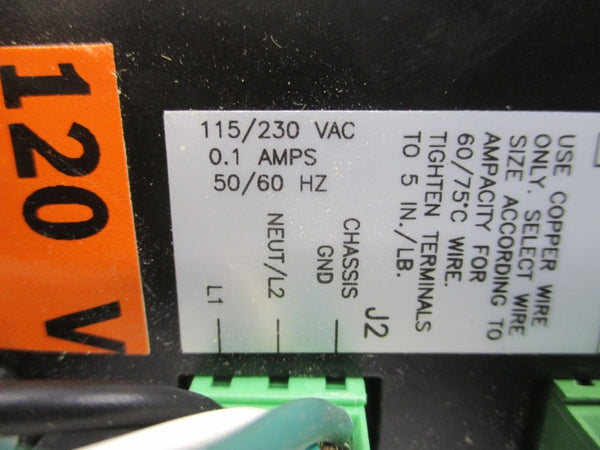 120 V
115/230 VAC
0.1 AMPS
50/60 HZ
USE COPPER WIRE
ONLY. SELECT WIRE
SIZE ACCORDING TO
AMPACITY FOR
60/75°C WIRE.
TIGHTEN TERMINALS
TO 5 IN./LB.
J2
CHASSIS
GND
NEUT/L2
L1